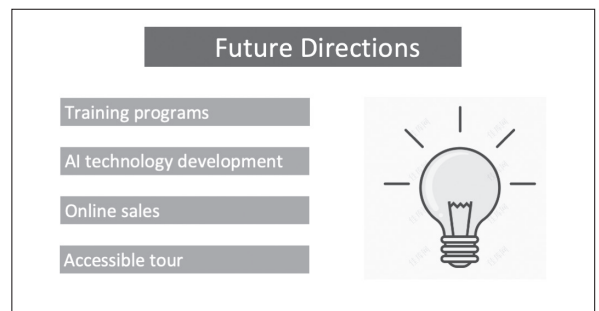 Future Directions
Training programs
AI technology development
Online sales
Accessible tour